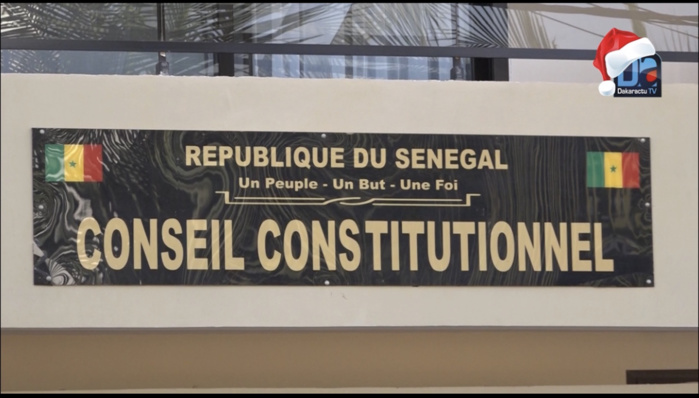 Dakaractu TV
REPUBLIQUE DU SENEGAL
Un Peuple - Un But - Une Foi
CONSEIL CONSTITUTIONNEL